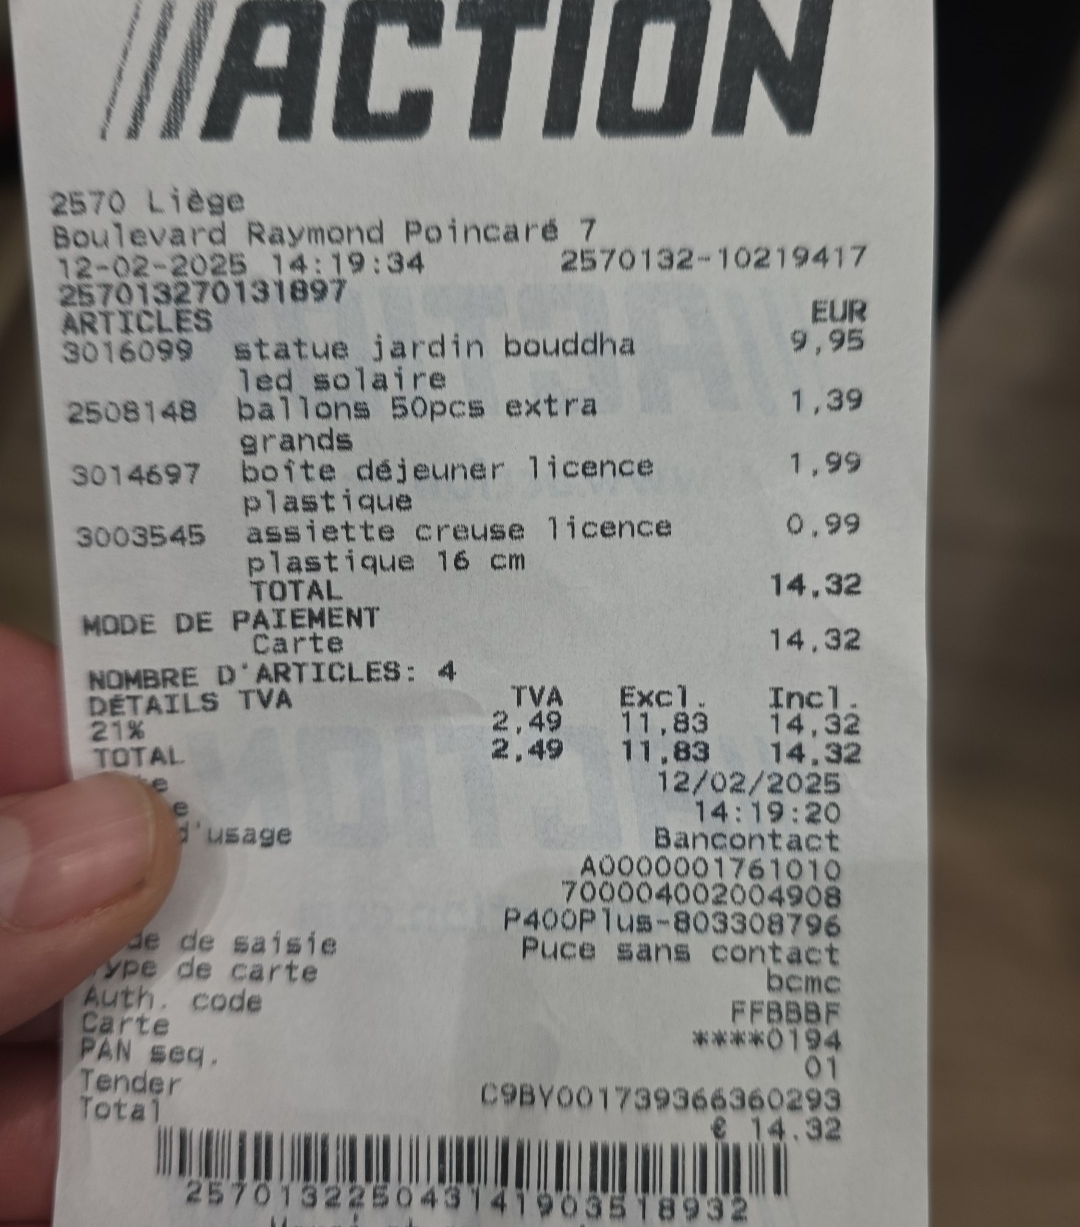 ACTION
2570 Liège
Boulevard Raymond Poincaré 7
12-02-2025 14:19:34 2570132-10219417
257013270131897
ARTICLES EUR
3016099 statue jardin bouddha 9,95
led solaire
2508148 ballons 50pcs extra 1,39
grands
3014697 boîte déjeuner licence 1,99
plastique
3003545 assiette creuse licence 0,99
plastique 16 cm
TOTAL 14,32
MODE DE PAIEMENT
Carte 14,32
NOMBRE D'ARTICLES: 4
DÉTAILS TVA TVA Excl. Incl.
21% 2,49 11,83 14,32
TOTAL 2,49 11,83 14,32
12/02/2025
14:19:20
d'usage Bancontact
A0000001761010
700004002004908
P400Plus-803308796
de saisie Puce sans contact
ype de carte bcmc
Auth. code FFBBBF
Carte ****0194
PAN seq. 01
Tender C9BY001739366360293
Total € 14.32
257013225043141903518932